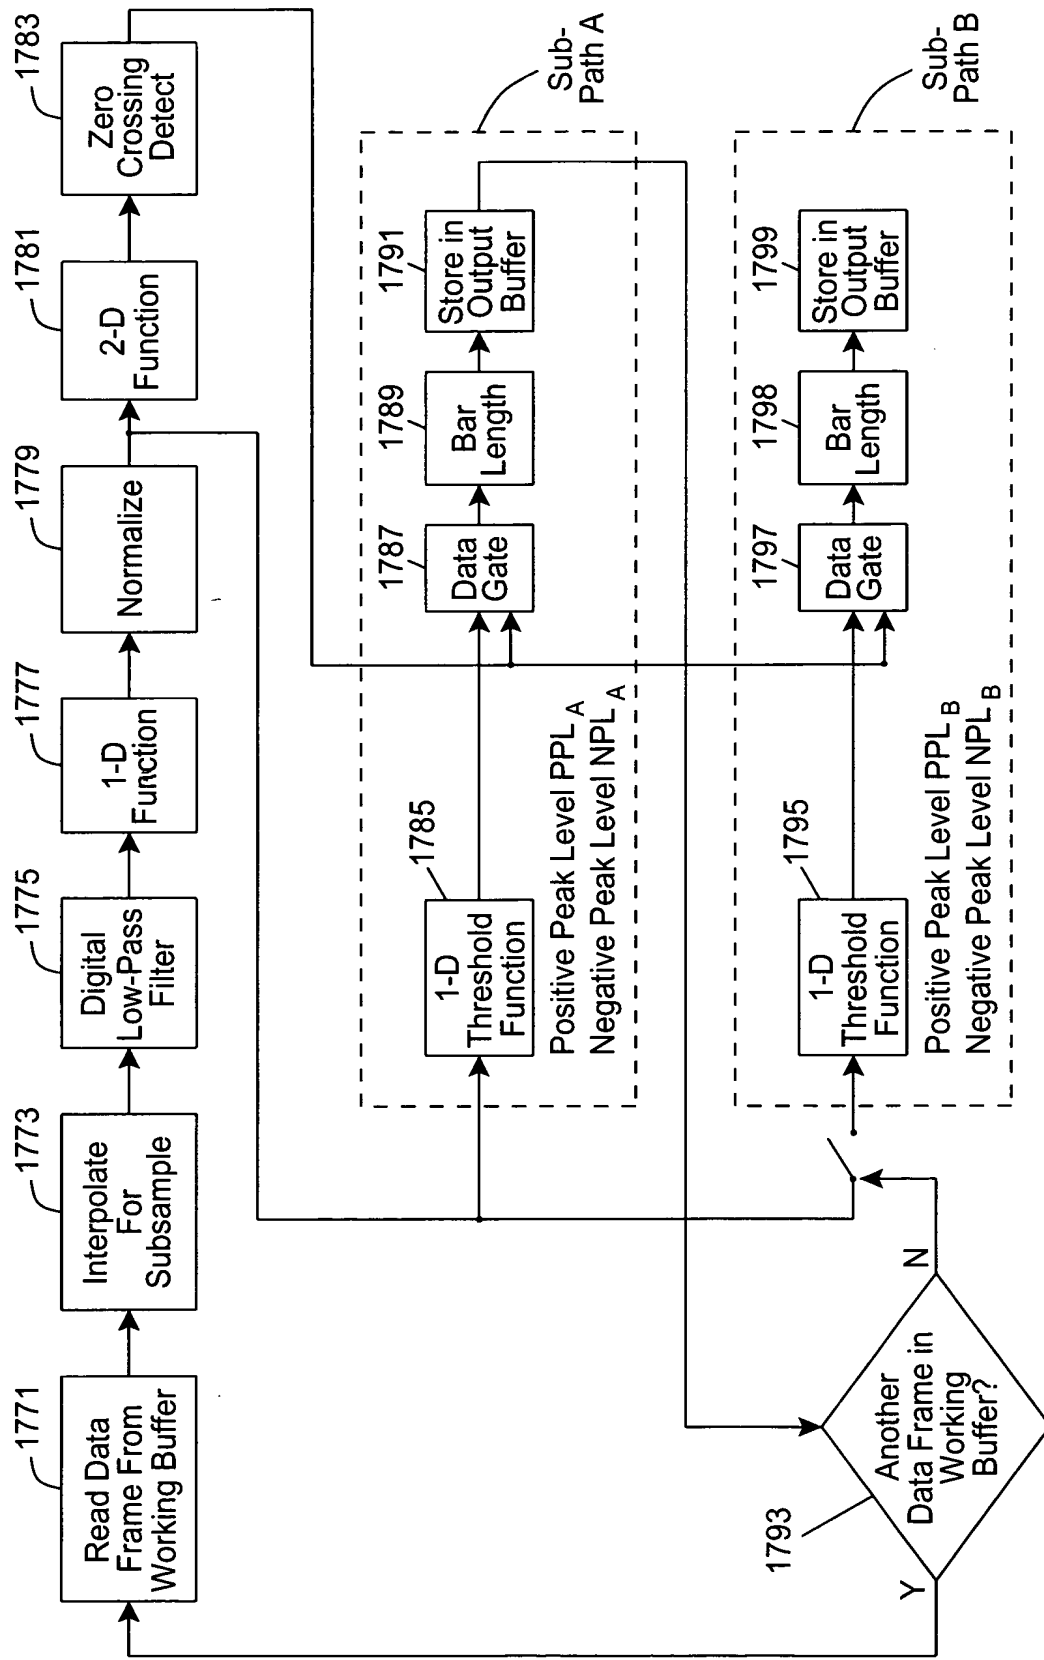 1771
Read Data
Frame From
Working Buffer
1773
Interpolate
For
Subsample
1775
Digital
Low-Pass
Filter
1777
1-D
Function
1779
Normalize
1781
2-D
Function
1783
Zero
Crossing
Detect
1785
1-D
Threshold
Function
Positive Peak Level PPL A
Negative Peak Level NPL A
1787
Data
Gate
1789
Bar
Length
1791
Store in
Output
Buffer
Sub-
Path A
1793
Another
Data Frame in
Working
Buffer?
Y
N
1795
1-D
Threshold
Function
Positive Peak Level PPL B
Negative Peak Level NPL B
1797
Data
Gate
1798
Bar
Length
1799
Store in
Output
Buffer
Sub-
Path B